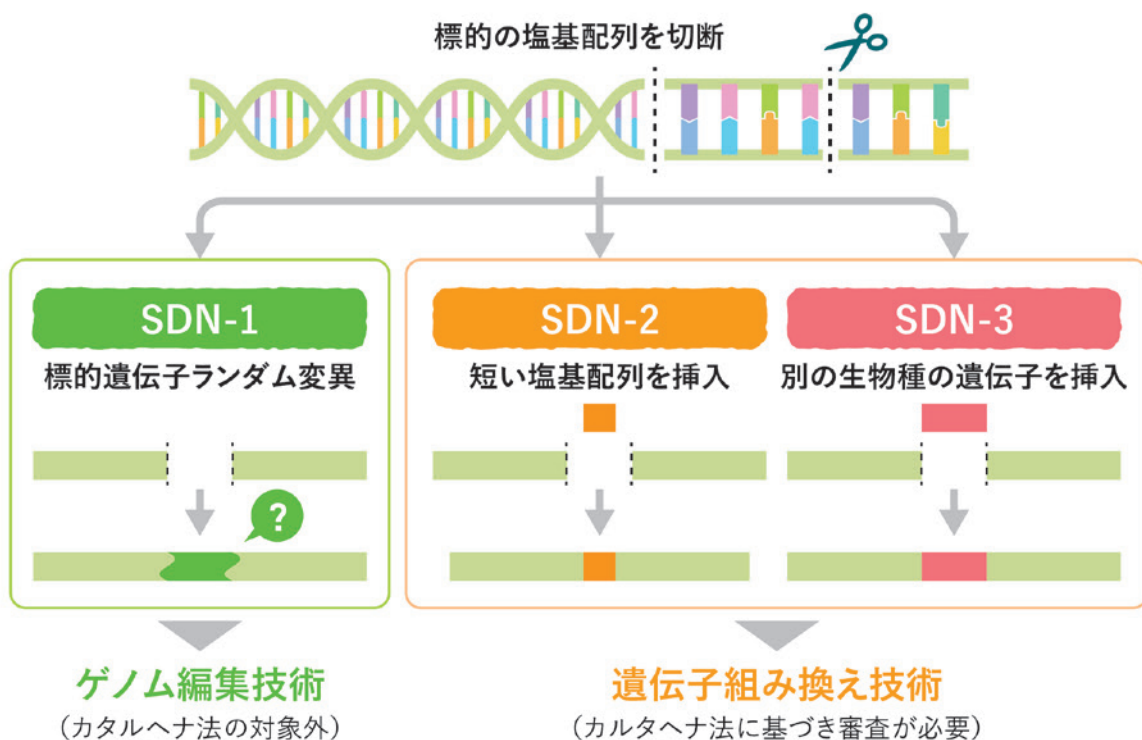 標的の塩基配列を切断
SDN-1
標的遺伝子ランダム変異
?
SDN-2
短い塩基配列を挿入
SDN-3
別の生物種の遺伝子を挿入
ゲノム編集技術
(カタルヘナ法の対象外)
遺伝子組み換え技術
(カルタヘナ法に基づき審査が必要)